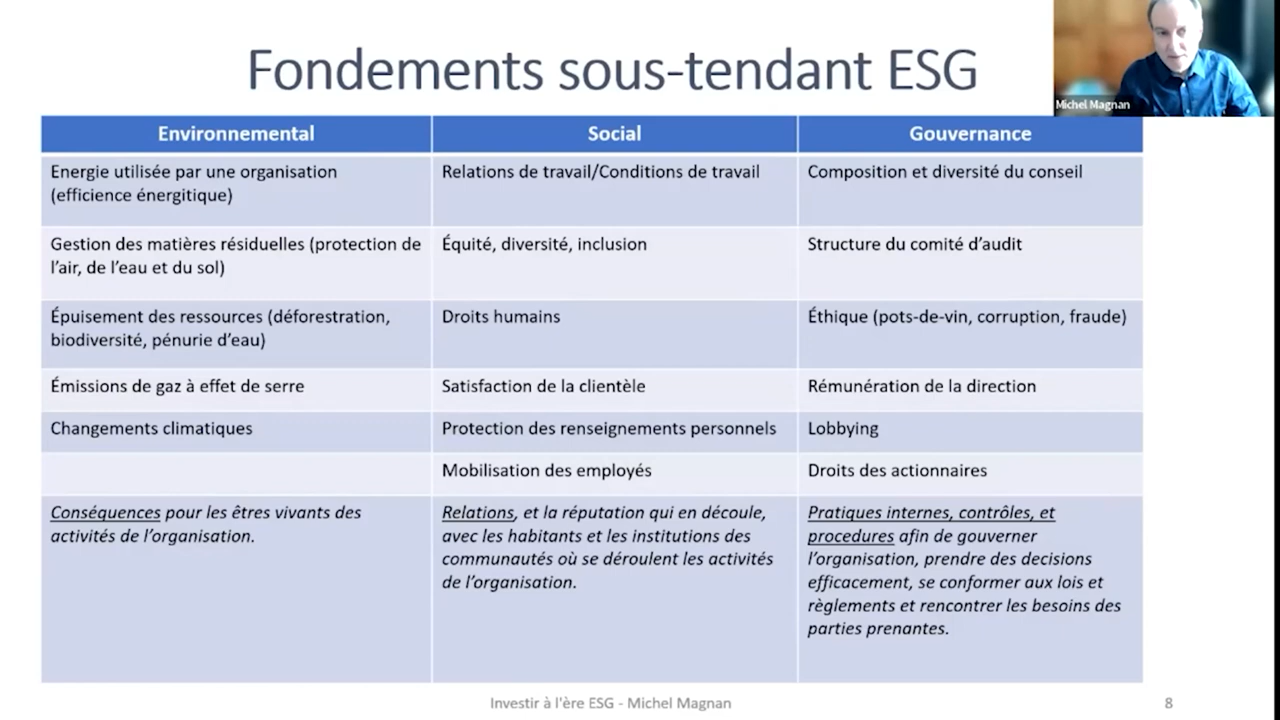 Fondements sous-tendant ESG
Michel Magnan
Environnemental
Social
Gouvernance
Energie utilisée par une organisation
(efficience énergitique)
Relations de travail/Conditions de travail
Composition et diversité du conseil
Gestion des matières résiduelles (protection de
l'air, de l'eau et du sol)
Équité, diversité, inclusion
Structure du comité d'audit
Épuisement des ressources (déforestration,
biodiversité, pénurie d'eau)
Droits humains
Éthique (pots-de-vin, corruption, fraude)
Émissions de gaz à effet de serre
Satisfaction de la clientèle
Rémunération de la direction
Changements climatiques
Protection des renseignements personnels
Lobbying
Mobilisation des employés
Droits des actionnaires
Conséquences pour les êtres vivants des
activités de l'organisation.
Relations, et la réputation qui en découle,
avec les habitants et les institutions des
communautés où se déroulent les activités
de l'organisation.
Pratiques internes, contrôles, et
procedures afin de gouverner
l'organisation, prendre des decisions
efficacement, se conformer aux lois et
règlements et rencontrer les besoins des
parties prenantes.
Investir à l'ère ESG - Michel Magnan
8